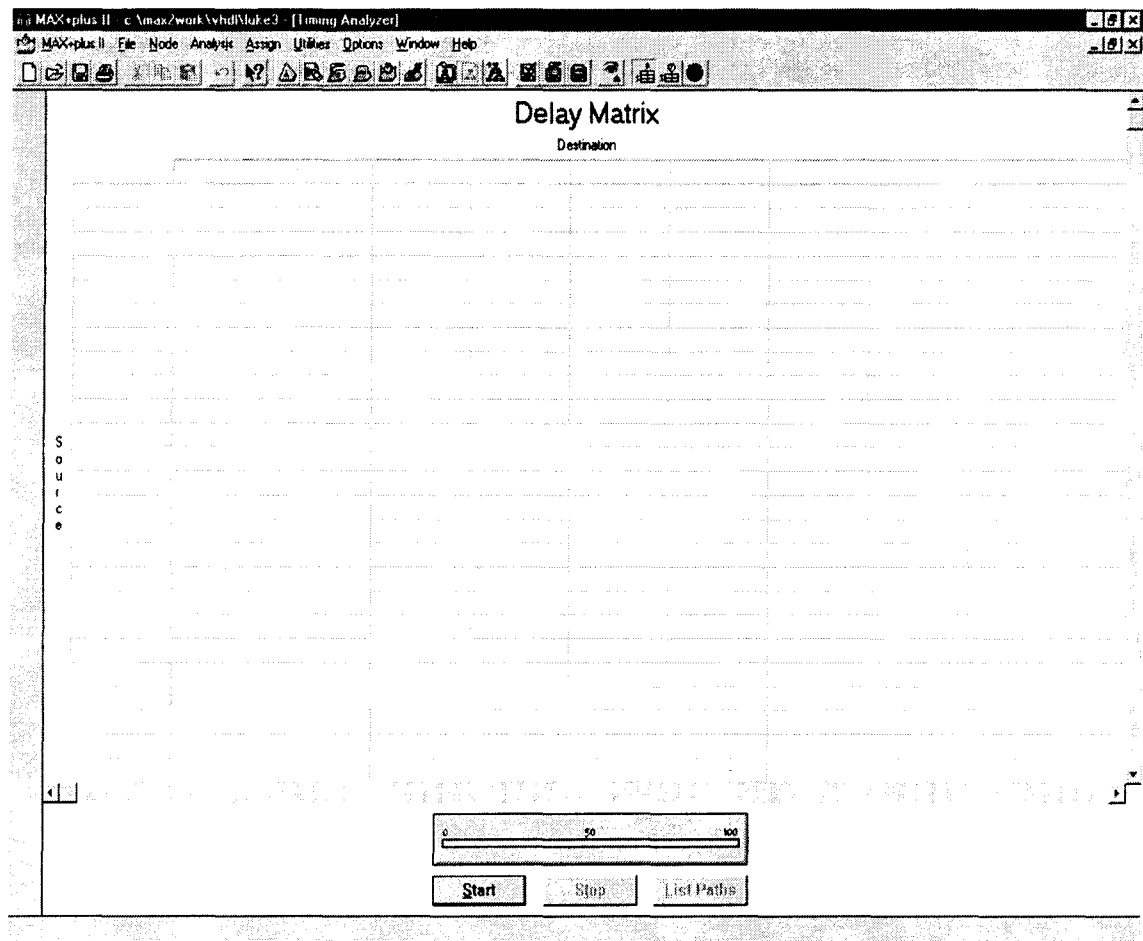 MAX+plus II - c:\max2work\vhdl\luke3 - [Timing Analyzer]
MAX+plus II File Node Analysis Assign Utilities Options Window Help
Delay Matrix
Destination
Source
0 50 100
Start Stop List Paths